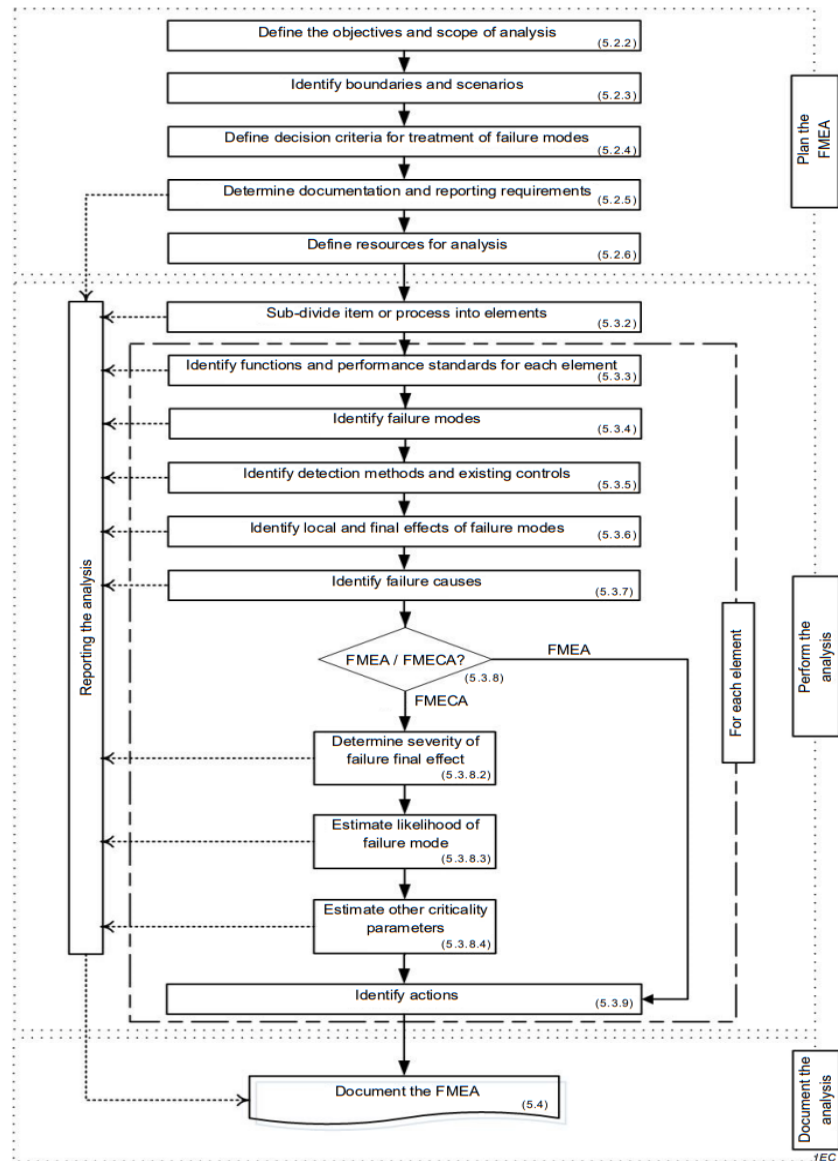 Define the objectives and scope of analysis
(5.2.2)
Identify boundaries and scenarios
(5.2.3)
Define decision criteria for treatment of failure modes
(5.2.4)
Determine documentation and reporting requirements
(5.2.5)
Define resources for analysis
(5.2.6)
Plan the
FMEA
Sub-divide item or process into elements
(5.3.2)
Identify functions and performance standards for each element
(5.3.3)
Identify failure modes
(5.3.4)
Identify detection methods and existing controls
(5.3.5)
Identify local and final effects of failure modes
(5.3.6)
Identify failure causes
(5.3.7)
FMEA / FMECA?
(5.3.8)
FMEA
FMECA
Determine severity of
failure final effect
(5.3.8.2)
Estimate likelihood of
failure mode
(5.3.8.3)
Estimate other criticality
parameters
(5.3.8.4)
Identify actions
(5.3.9)
Reporting the analysis
For each element
Perform the
analysis
Document the FMEA
(5.4)
Document the
analysis
IEC